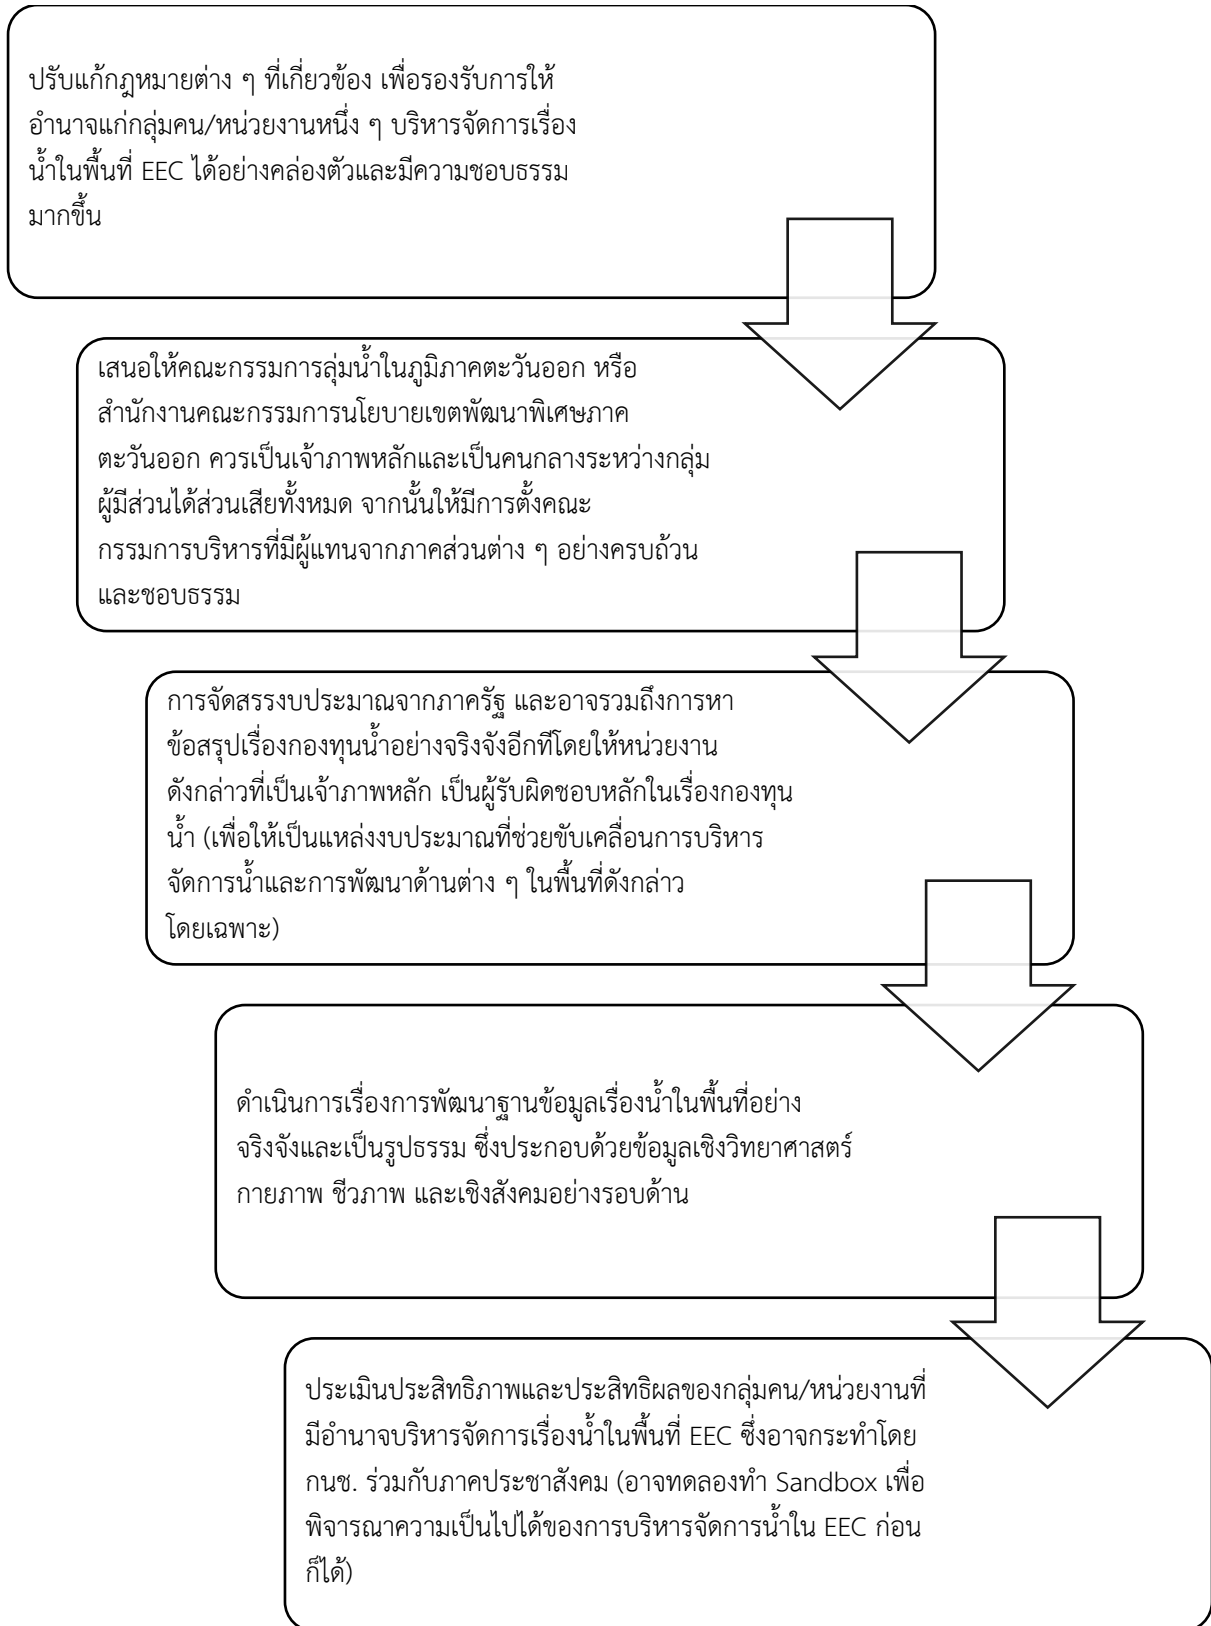 ปรับแก้กฎหมายต่าง ๆ ที่เกี่ยวข้อง เพื่อรองรับการให้
อำนาจแก่กลุ่มคน/หน่วยงานหนึ่ง ๆ บริหารจัดการเรื่อง
น้ำในพื้นที่ EEC ได้อย่างคล่องตัวและมีความชอบธรรม
มากขึ้น
เสนอให้คณะกรรมการลุ่มน้ำในภูมิภาคตะวันออก หรือ
สำนักงานคณะกรรมการนโยบายเขตพัฒนาพิเศษภาค
ตะวันออก ควรเป็นเจ้าภาพหลักและเป็นคนกลางระหว่างกลุ่ม
ผู้มีส่วนได้ส่วนเสียทั้งหมด จากนั้นให้มีการตั้งคณะ
กรรมการบริหารที่มีผู้แทนจากภาคส่วนต่าง ๆ อย่างครบถ้วน
และชอบธรรม
การจัดสรรงบประมาณจากภาครัฐ และอาจรวมถึงการหา
ข้อสรุปเรื่องกองทุนน้ำอย่างจริงจังอีกทีโดยให้หน่วยงาน
ดังกล่าวที่เป็นเจ้าภาพหลัก เป็นผู้รับผิดชอบหลักในเรื่องกองทุน
น้ำ (เพื่อให้เป็นแหล่งงบประมาณที่ช่วยขับเคลื่อนการบริหาร
จัดการน้ำและการพัฒนาด้านต่าง ๆ ในพื้นที่ดังกล่าว
โดยเฉพาะ)
ดำเนินการเรื่องการพัฒนาฐานข้อมูลเรื่องน้ำในพื้นที่อย่าง
จริงจังและเป็นรูปธรรม ซึ่งประกอบด้วยข้อมูลเชิงวิทยาศาสตร์
กายภาพ ชีวภาพ และเชิงสังคมอย่างรอบด้าน
ประเมินประสิทธิภาพและประสิทธิผลของกลุ่มคน/หน่วยงานที่
มีอำนาจบริหารจัดการเรื่องน้ำในพื้นที่ EEC ซึ่งอาจกระทำโดย
กนช. ร่วมกับภาคประชาสังคม (อาจทดลองทำ Sandbox เพื่อ
พิจารณาความเป็นไปได้ของการบริหารจัดการน้ำใน EEC ก่อน
ก็ได้)